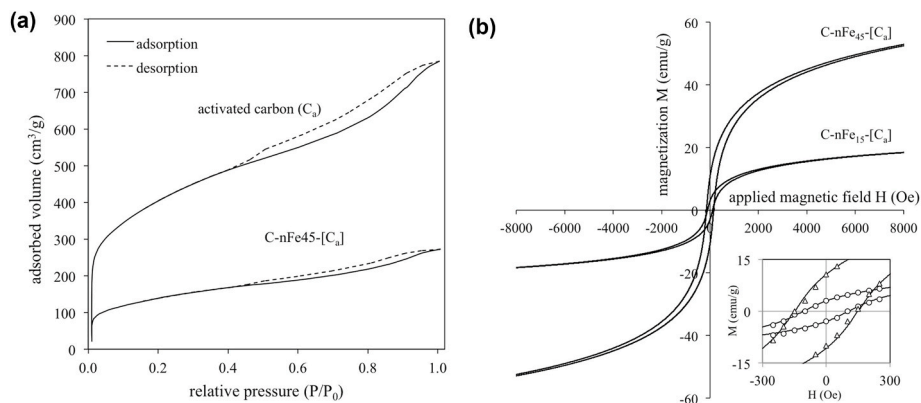 (a)
900
800
700
600
500
400
300
200
100
0
adsorbed volume (cm³/g)
adsorption
desorption
activated carbon (Cₐ)
C-nFe45-[Cₐ]
0.0 0.2 0.4 0.6 0.8 1.0
relative pressure (P/P₀)
(b)
60
40
20
0
-20
-40
-60
magnetization M (emu/g)
C-nFe₄₅-[Cₐ]
C-nFe₁₅-[Cₐ]
applied magnetic field H (Oe)
-8000 -6000 -4000 -2000 0 2000 4000 6000 8000
15
0
-15
M (emu/g)
-300 0 300
H (Oe)